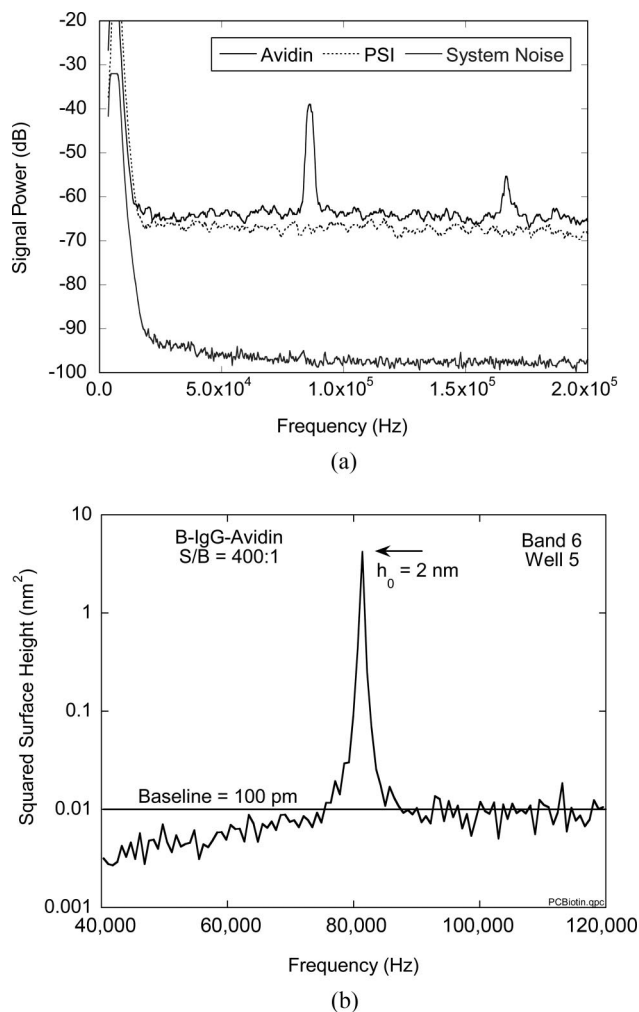 -20
Avidin PSI System Noise
-30
-40
-50
-60
-70
-80
-90
-100
Signal Power (dB)
0.0 5.0x10⁴ 1.0x10⁵ 1.5x10⁵ 2.0x10⁵
Frequency (Hz)
(a)
10
B-IgG-Avidin
S/B = 400:1
h₀ = 2 nm
Band 6
Well 5
1
0.1
Baseline = 100 pm
0.01
0.001
Squared Surface Height (nm²)
PCBiotin.qpc
40,000 60,000 80,000 100,000 120,000
Frequency (Hz)
(b)